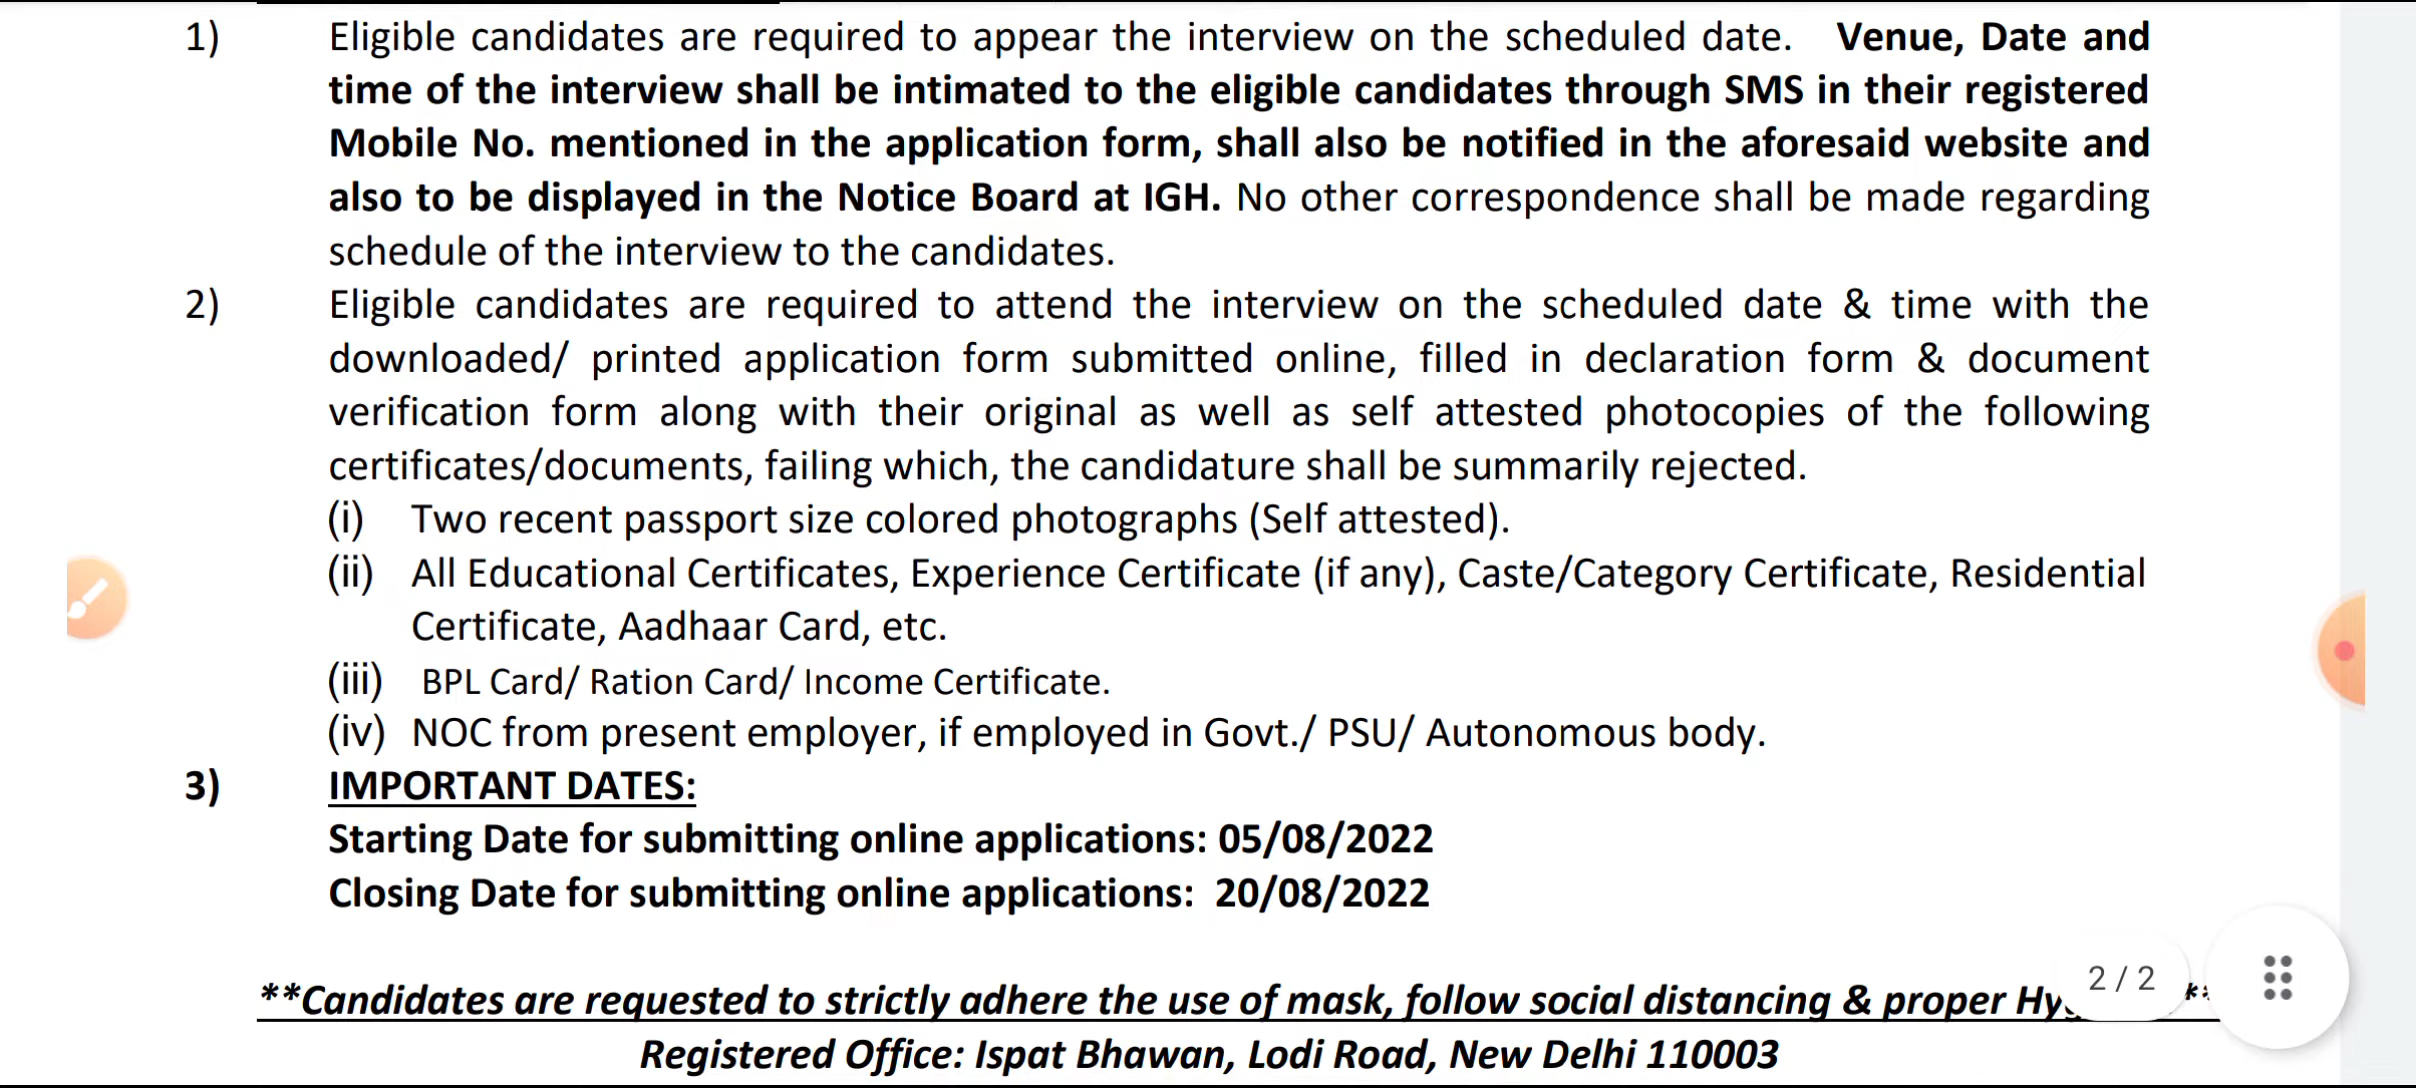 1) Eligible candidates are required to appear the interview on the scheduled date. Venue, Date and
time of the interview shall be intimated to the eligible candidates through SMS in their registered
Mobile No. mentioned in the application form, shall also be notified in the aforesaid website and
also to be displayed in the Notice Board at IGH. No other correspondence shall be made regarding
schedule of the interview to the candidates.
2) Eligible candidates are required to attend the interview on the scheduled date & time with the
downloaded/ printed application form submitted online, filled in declaration form & document
verification form along with their original as well as self attested photocopies of the following
certificates/documents, failing which, the candidature shall be summarily rejected.
(i) Two recent passport size colored photographs (Self attested).
(ii) All Educational Certificates, Experience Certificate (if any), Caste/Category Certificate, Residential
Certificate, Aadhaar Card, etc.
(iii) BPL Card/ Ration Card/ Income Certificate.
(iv) NOC from present employer, if employed in Govt./ PSU/ Autonomous body.
3) IMPORTANT DATES:
Starting Date for submitting online applications: 05/08/2022
Closing Date for submitting online applications: 20/08/2022
2 / 2
**Candidates are requested to strictly adhere the use of mask, follow social distancing & proper
Registered Office: Ispat Bhawan, Lodi Road, New Delhi 110003